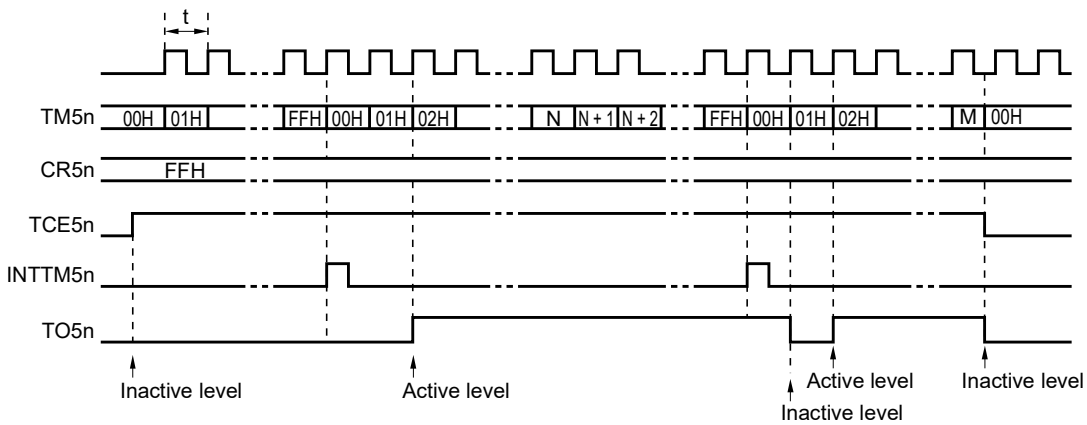 t
TM5n 00H 01H FFH 00H 01H 02H N N + 1 N + 2 FFH 00H 01H 02H M 00H
CR5n FFH
TCE5n
INTTM5n
TO5n
Inactive level Active level Active level Inactive level
Inactive level